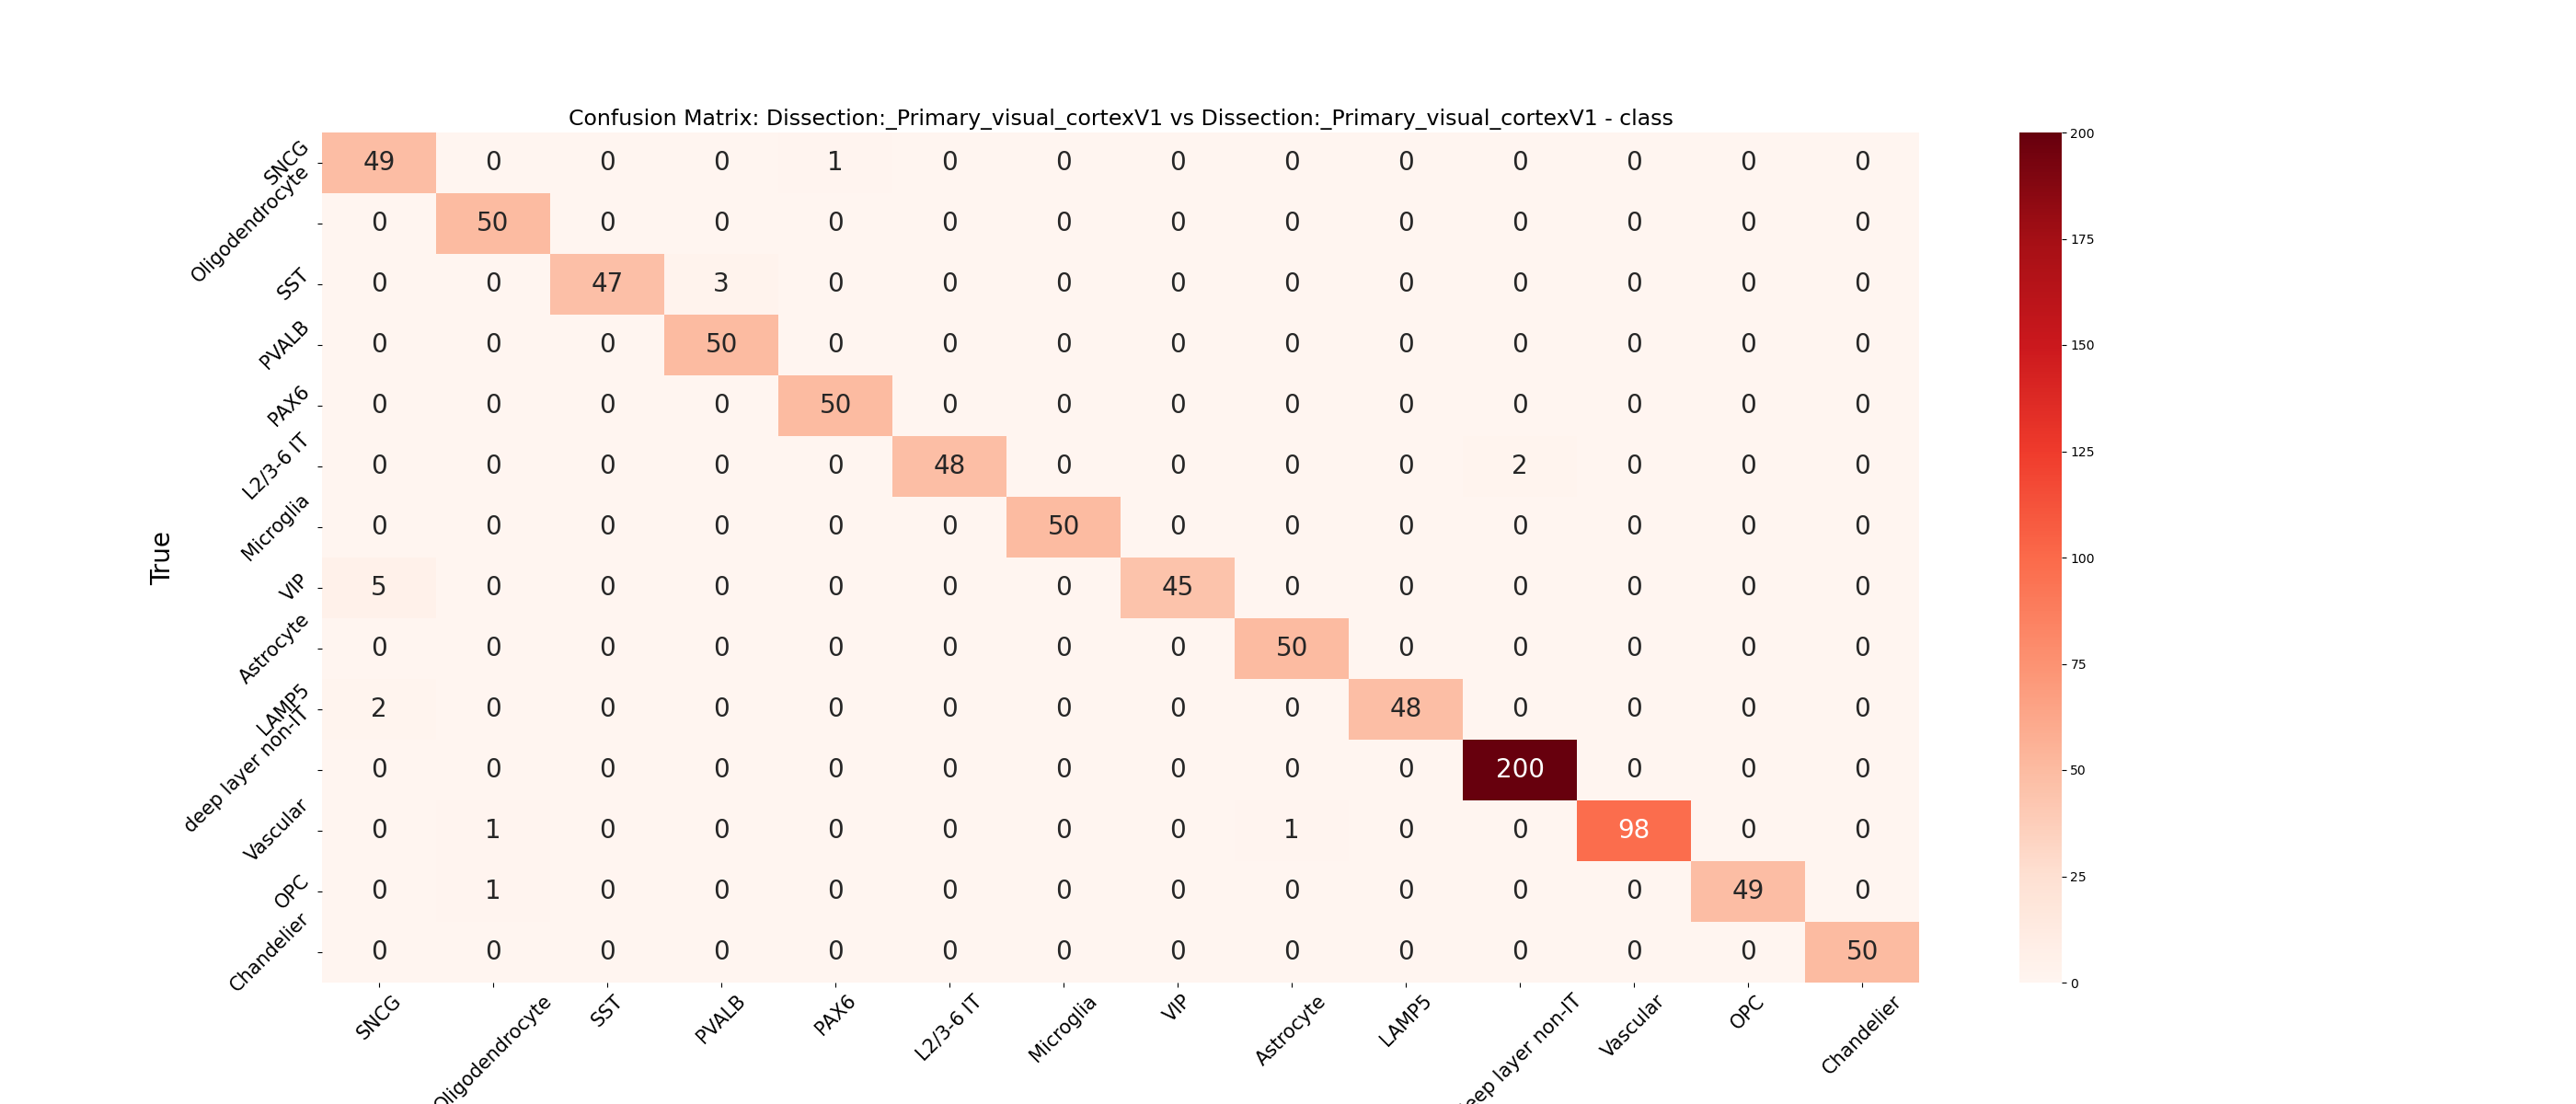 Confusion Matrix: Dissection:_Primary_visual_cortexV1 vs Dissection:_Primary_visual_cortexV1 - class
True
SNCG 49 0 0 0 1 0 0 0 0 0 0 0 0 0
Oligodendrocyte 0 50 0 0 0 0 0 0 0 0 0 0 0 0
SST 0 0 47 3 0 0 0 0 0 0 0 0 0 0
PVALB 0 0 0 50 0 0 0 0 0 0 0 0 0 0
PAX6 0 0 0 0 50 0 0 0 0 0 0 0 0 0
L2/3-6 IT 0 0 0 0 0 48 0 0 0 0 2 0 0 0
Microglia 0 0 0 0 0 0 50 0 0 0 0 0 0 0
VIP 5 0 0 0 0 0 0 45 0 0 0 0 0 0
Astrocyte 0 0 0 0 0 0 0 0 50 0 0 0 0 0
LAMP5 2 0 0 0 0 0 0 0 0 48 0 0 0 0
deep layer non-IT 0 0 0 0 0 0 0 0 0 0 200 0 0 0
Vascular 0 1 0 0 0 0 0 0 1 0 0 98 0 0
OPC 0 1 0 0 0 0 0 0 0 0 0 0 49 0
Chandelier 0 0 0 0 0 0 0 0 0 0 0 0 0 50
SNCG
Oligodendrocyte
SST
PVALB
PAX6
L2/3-6 IT
Microglia
VIP
Astrocyte
LAMP5
eep layer non-IT
Vascular
OPC
Chandelier
200
175
150
125
100
75
50
25
0